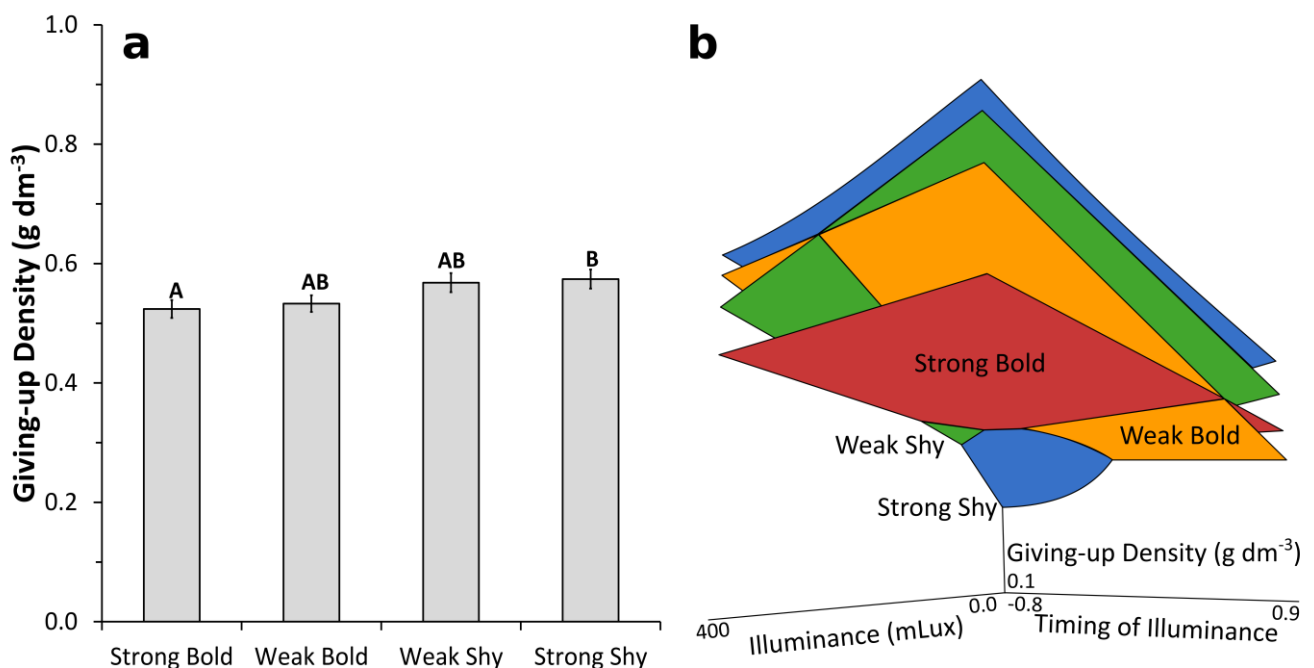 a
Giving-up Density (g dm⁻³)
1.0
0.8
0.6
0.4
0.2
0.0
A
AB
AB
B
Strong Bold
Weak Bold
Weak Shy
Strong Shy
b
Strong Bold
Weak Bold
Weak Shy
Strong Shy
Giving-up Density (g dm⁻³)
0.1
0.0
-0.8
0.9
400
Illuminance (mLux)
Timing of Illuminance